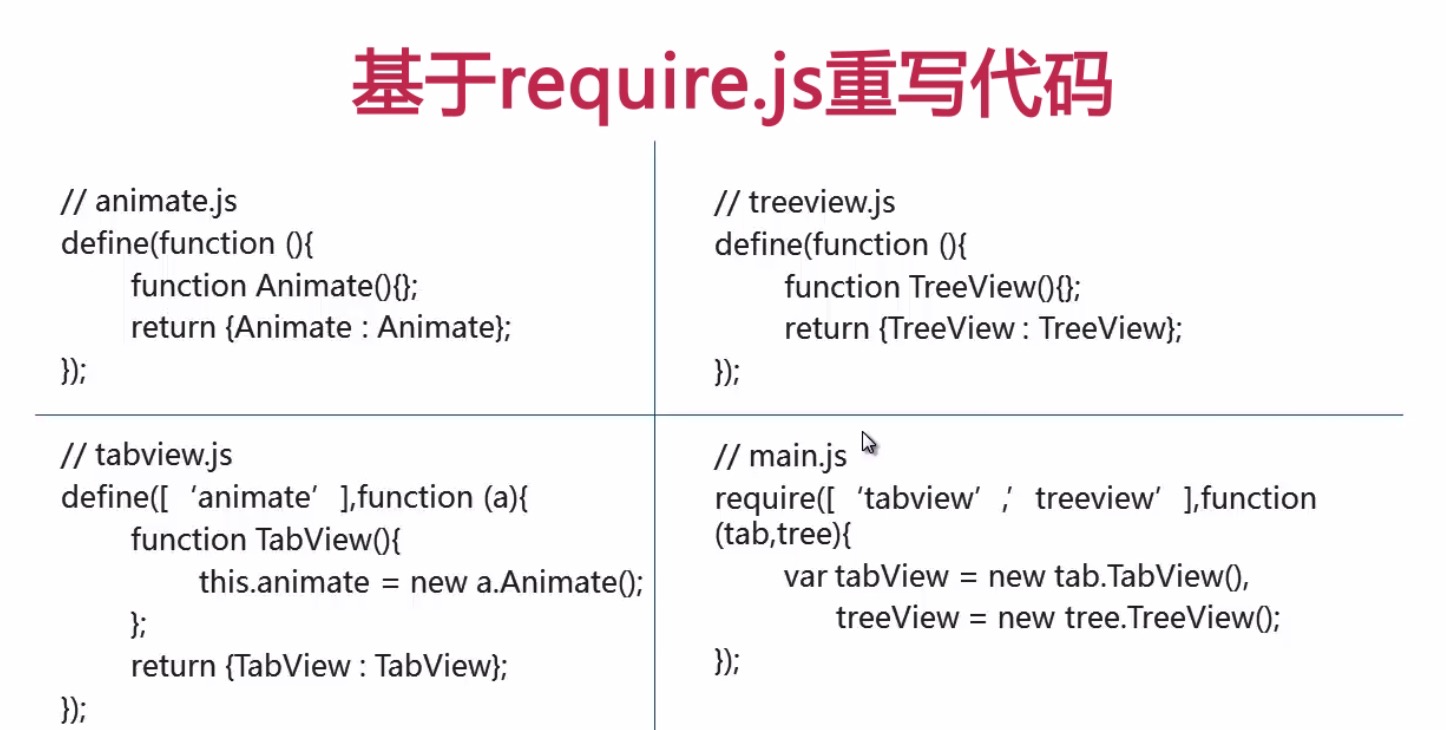 基于require.js重写代码
// animate.js
define(function (){
function Animate(){};
return {Animate : Animate};
});
// treeview.js
define(function (){
function TreeView(){};
return {TreeView : TreeView};
});
// tabview.js
define([‘animate’],function (a){
function TabView(){
this.animate = new a.Animate();
};
return {TabView : TabView};
});
// main.js
require([‘tabview’,’treeview’],function
(tab,tree){
var tabView = new tab.TabView(),
treeView = new tree.TreeView();
});